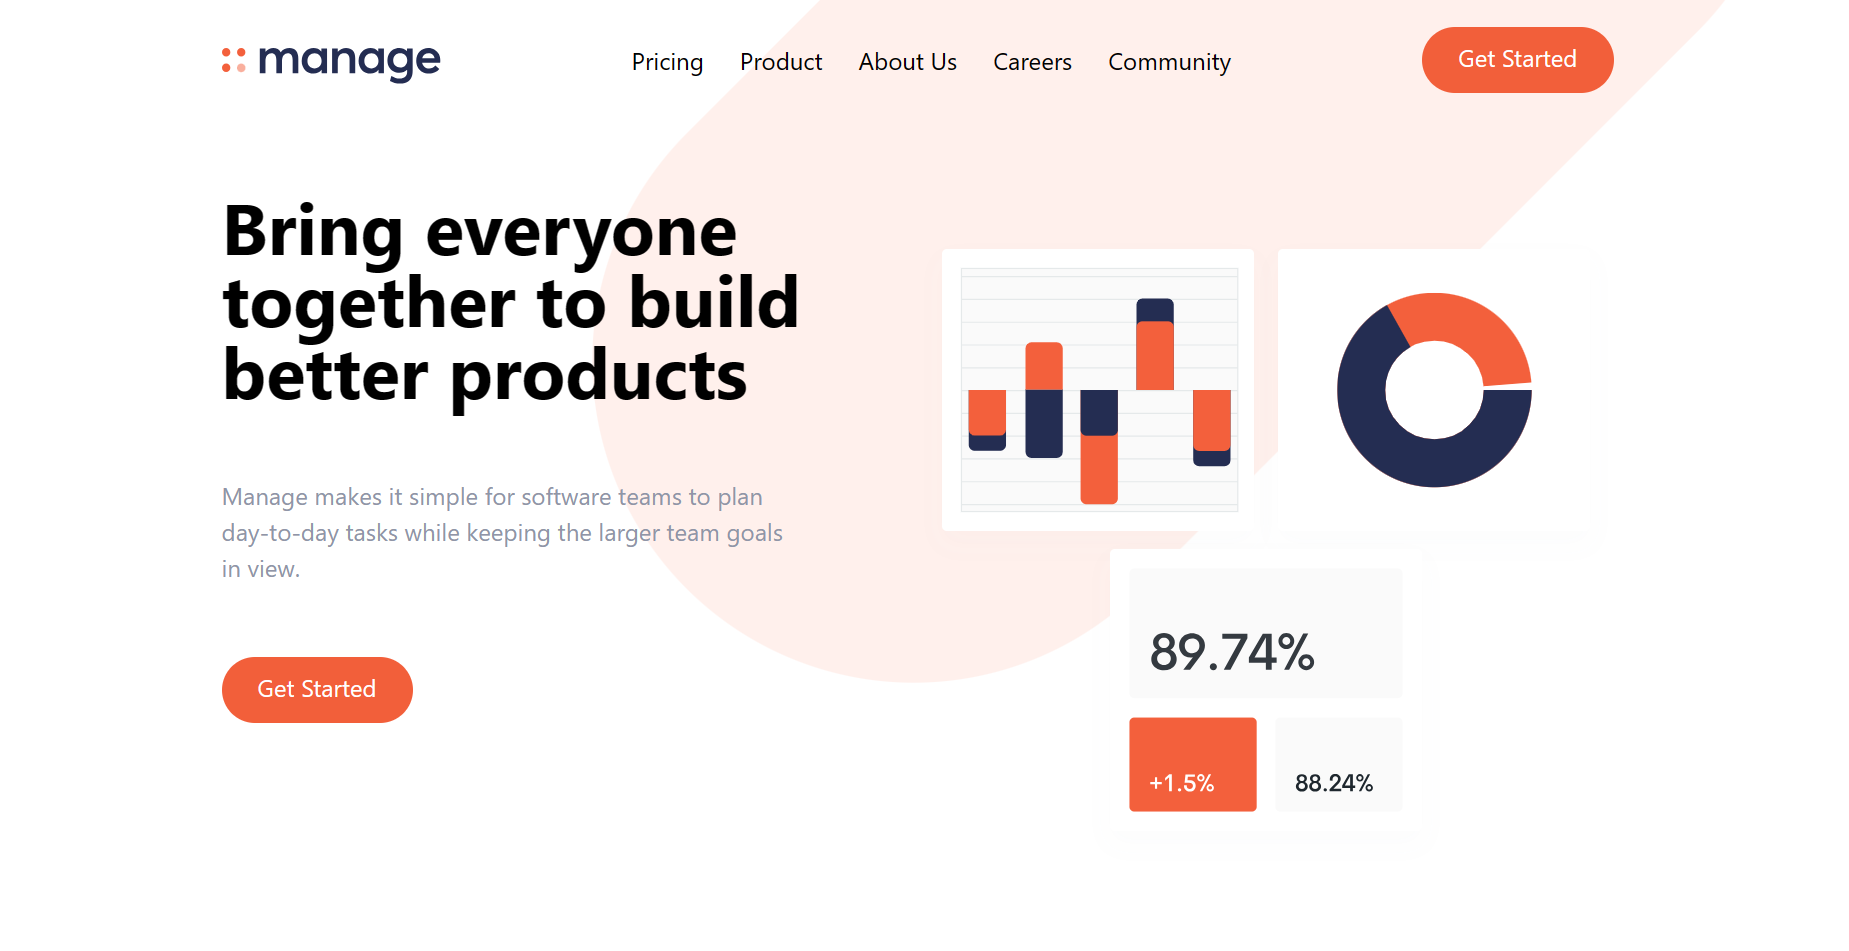 manage
Pricing Product About Us Careers Community
Get Started
Bring everyone
together to build
better products
Manage makes it simple for software teams to plan
day-to-day tasks while keeping the larger team goals
in view.
Get Started
89.74%
+1.5%
88.24%